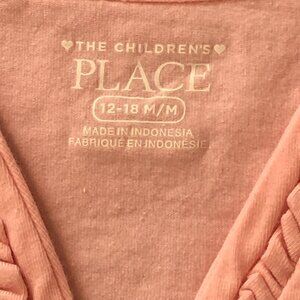 THE CHILDREN'S
PLACE
12-18 M/M
MADE IN INDONESIA
FABRIQUÉ EN INDONÉSIE